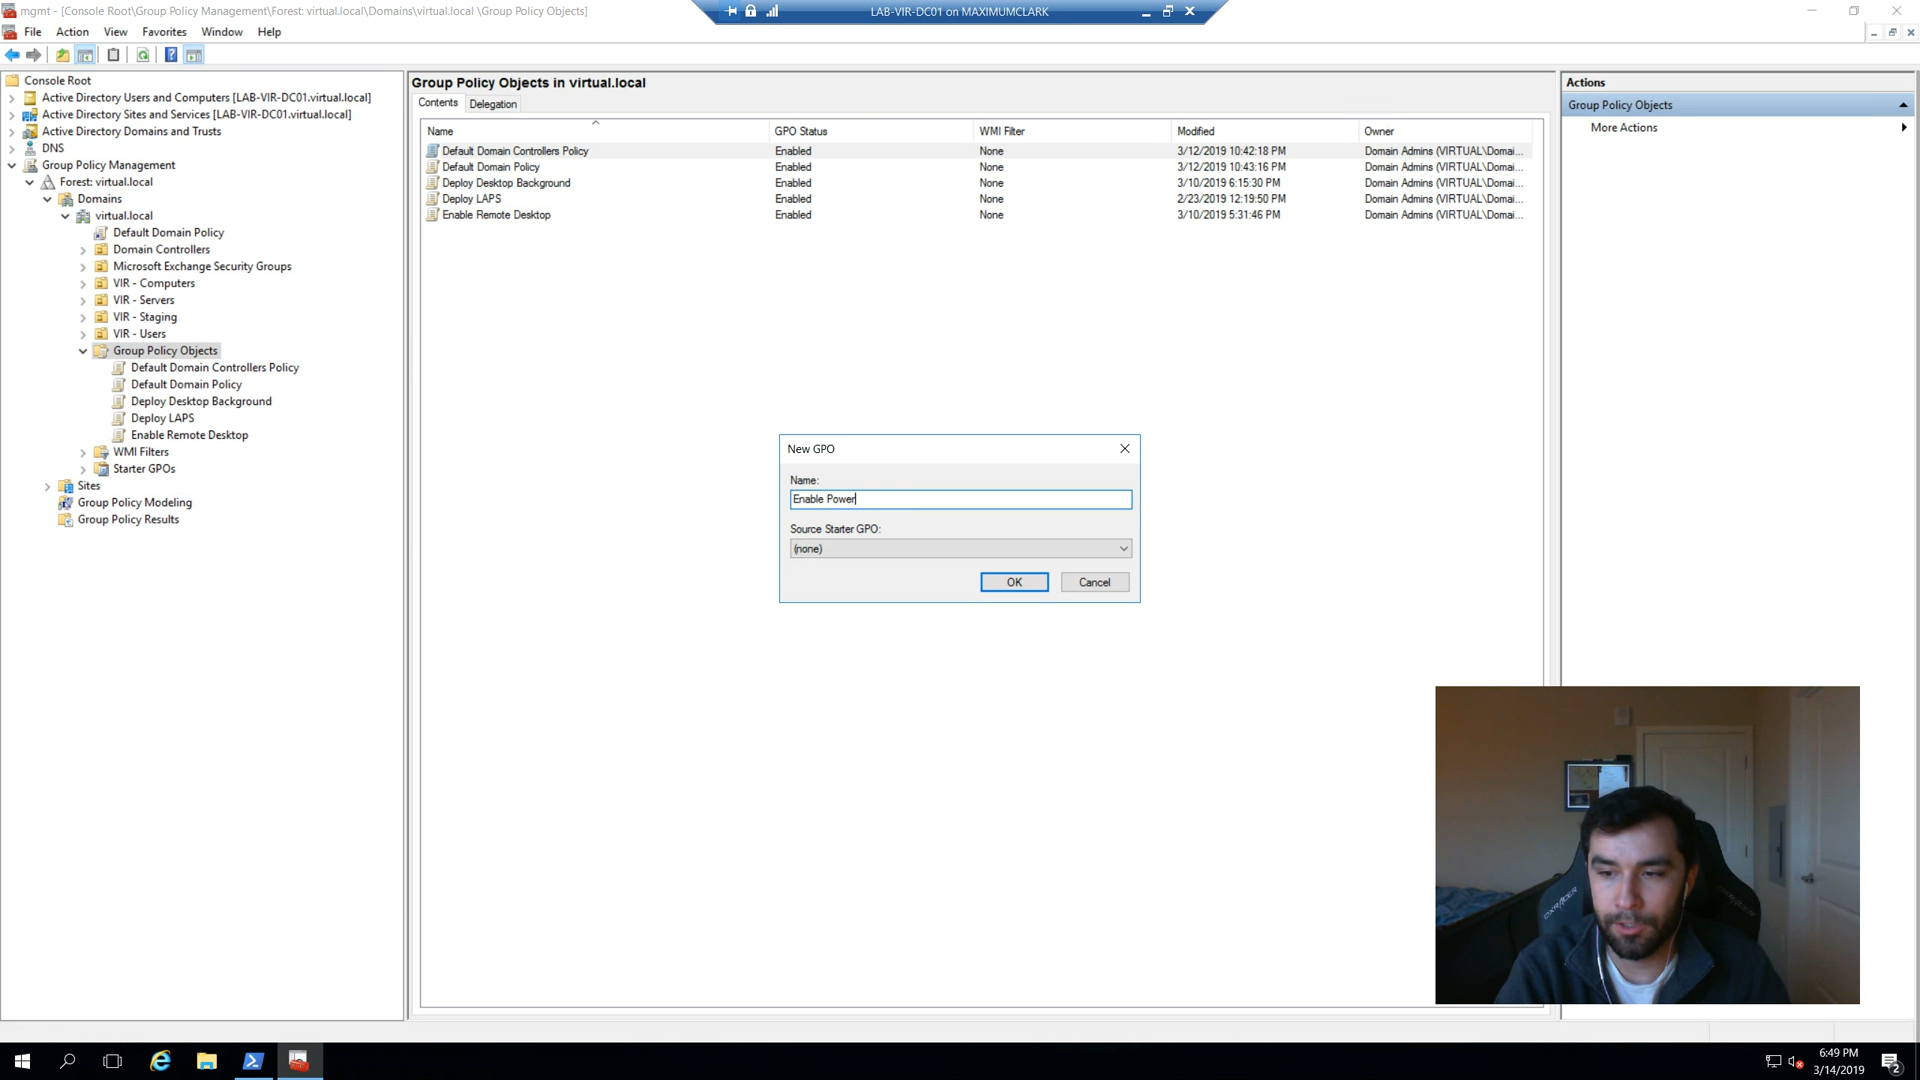 mgmt - [Console Root\Group Policy Management\Forest: virtual.local\Domains\virtual.local \Group Policy Objects]
LAB-VIR-DC01 on MAXIMUMCLARK
File Action View Favorites Window Help
Console Root
Active Directory Users and Computers [LAB-VIR-DC01.virtual.local]
Active Directory Sites and Services [LAB-VIR-DC01.virtual.local]
Active Directory Domains and Trusts
DNS
Group Policy Management
Forest: virtual.local
Domains
virtual.local
Default Domain Policy
Domain Controllers
Microsoft Exchange Security Groups
VIR - Computers
VIR - Servers
VIR - Staging
VIR - Users
Group Policy Objects
Default Domain Controllers Policy
Default Domain Policy
Deploy Desktop Background
Deploy LAPS
Enable Remote Desktop
WMI Filters
Starter GPOs
Sites
Group Policy Modeling
Group Policy Results
Group Policy Objects in virtual.local
Contents Delegation
Name GPO Status WMI Filter Modified Owner
Default Domain Controllers Policy Enabled None 3/12/2019 10:42:18 PM Domain Admins (VIRTUAL\Domai...
Default Domain Policy Enabled None 3/12/2019 10:43:16 PM Domain Admins (VIRTUAL\Domai...
Deploy Desktop Background Enabled None 3/10/2019 6:15:30 PM Domain Admins (VIRTUAL\Domai...
Deploy LAPS Enabled None 2/23/2019 12:19:50 PM Domain Admins (VIRTUAL\Domai...
Enable Remote Desktop Enabled None 3/10/2019 5:31:46 PM Domain Admins (VIRTUAL\Domai...
New GPO
Name:
Enable Power
Source Starter GPO:
(none)
OK Cancel
Actions
Group Policy Objects
More Actions
DXRACER
6:49 PM
3/14/2019
2